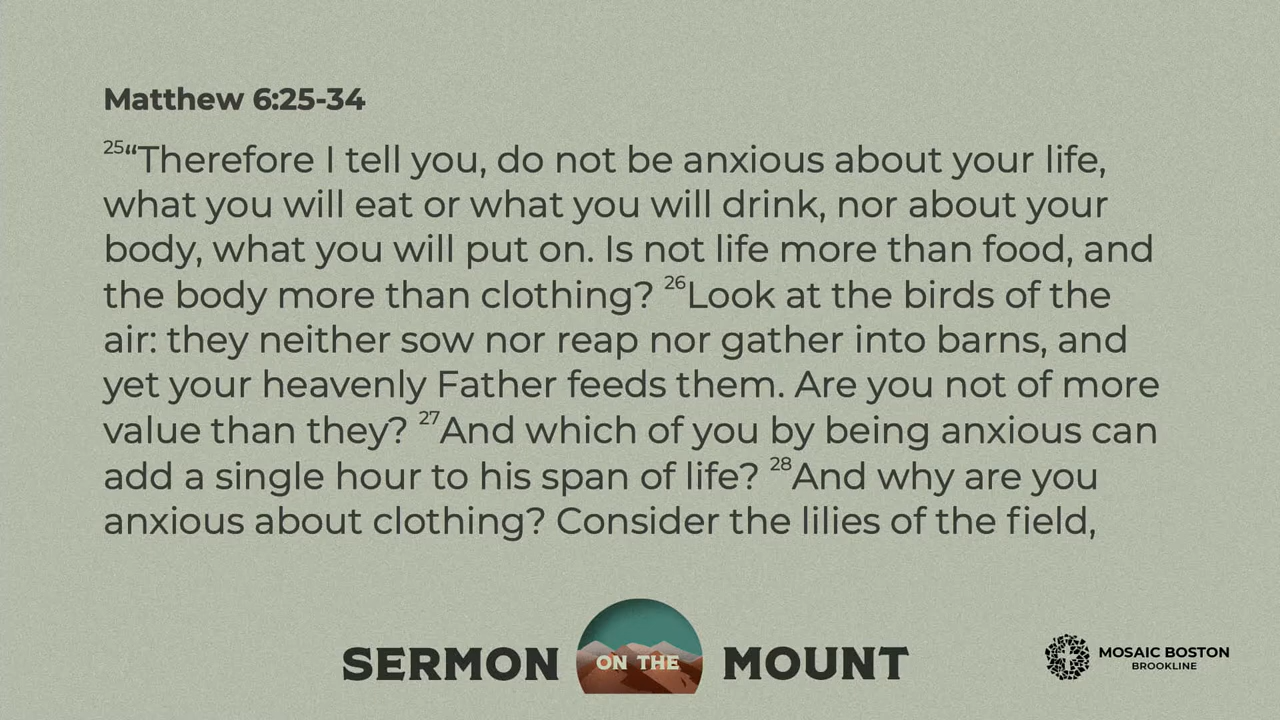 Matthew 6:25-34
25“Therefore I tell you, do not be anxious about your life,
what you will eat or what you will drink, nor about your
body, what you will put on. Is not life more than food, and
the body more than clothing? 26Look at the birds of the
air: they neither sow nor reap nor gather into barns, and
yet your heavenly Father feeds them. Are you not of more
value than they? 27And which of you by being anxious can
add a single hour to his span of life? 28And why are you
anxious about clothing? Consider the lilies of the field,
SERMON ON THE MOUNT
MOSAIC BOSTON
BROOKLINE